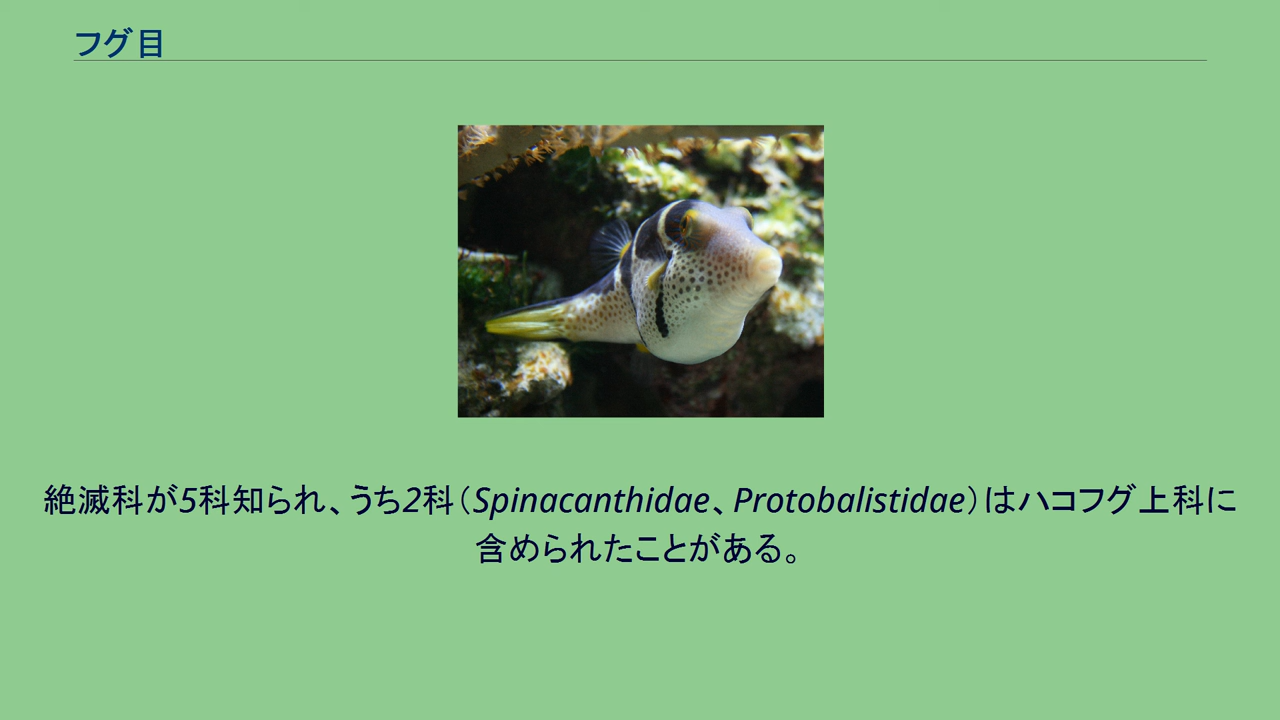 フグ目
絶滅科が5科知られ、うち2科（Spinacanthidae、Protobalistidae）はハコフグ上科に
含められたことがある。